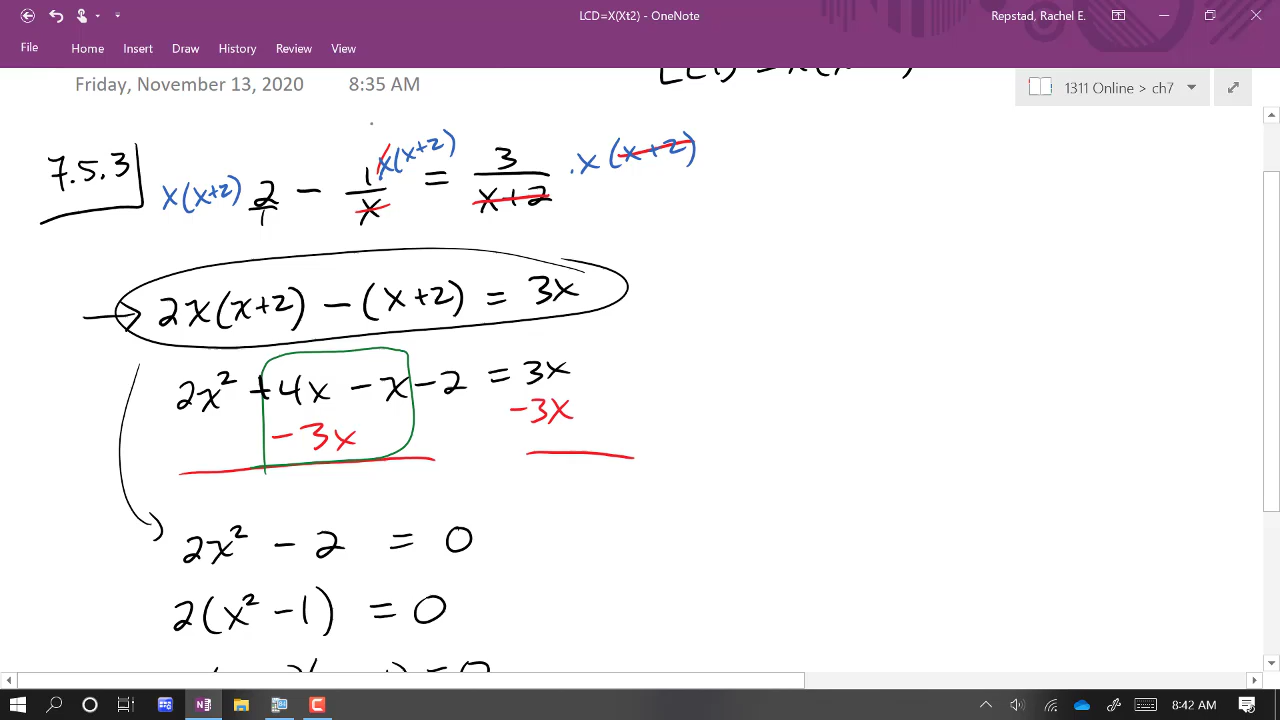 LCD=X(Xt2) - OneNote
Repstad, Rachel E.
File Home Insert Draw History Review View
Friday, November 13, 2020 8:35 AM
1311 Online > ch7
7.5.3
x(x+2) 2/1 - 1/x x(x+2) = 3/(x+2) .x(x+2)
2x(x+2) - (x+2) = 3x
2x² +4x - x - 2 = 3x
-3x -3x
2x² - 2 = 0
2(x² - 1) = 0
8:42 AM